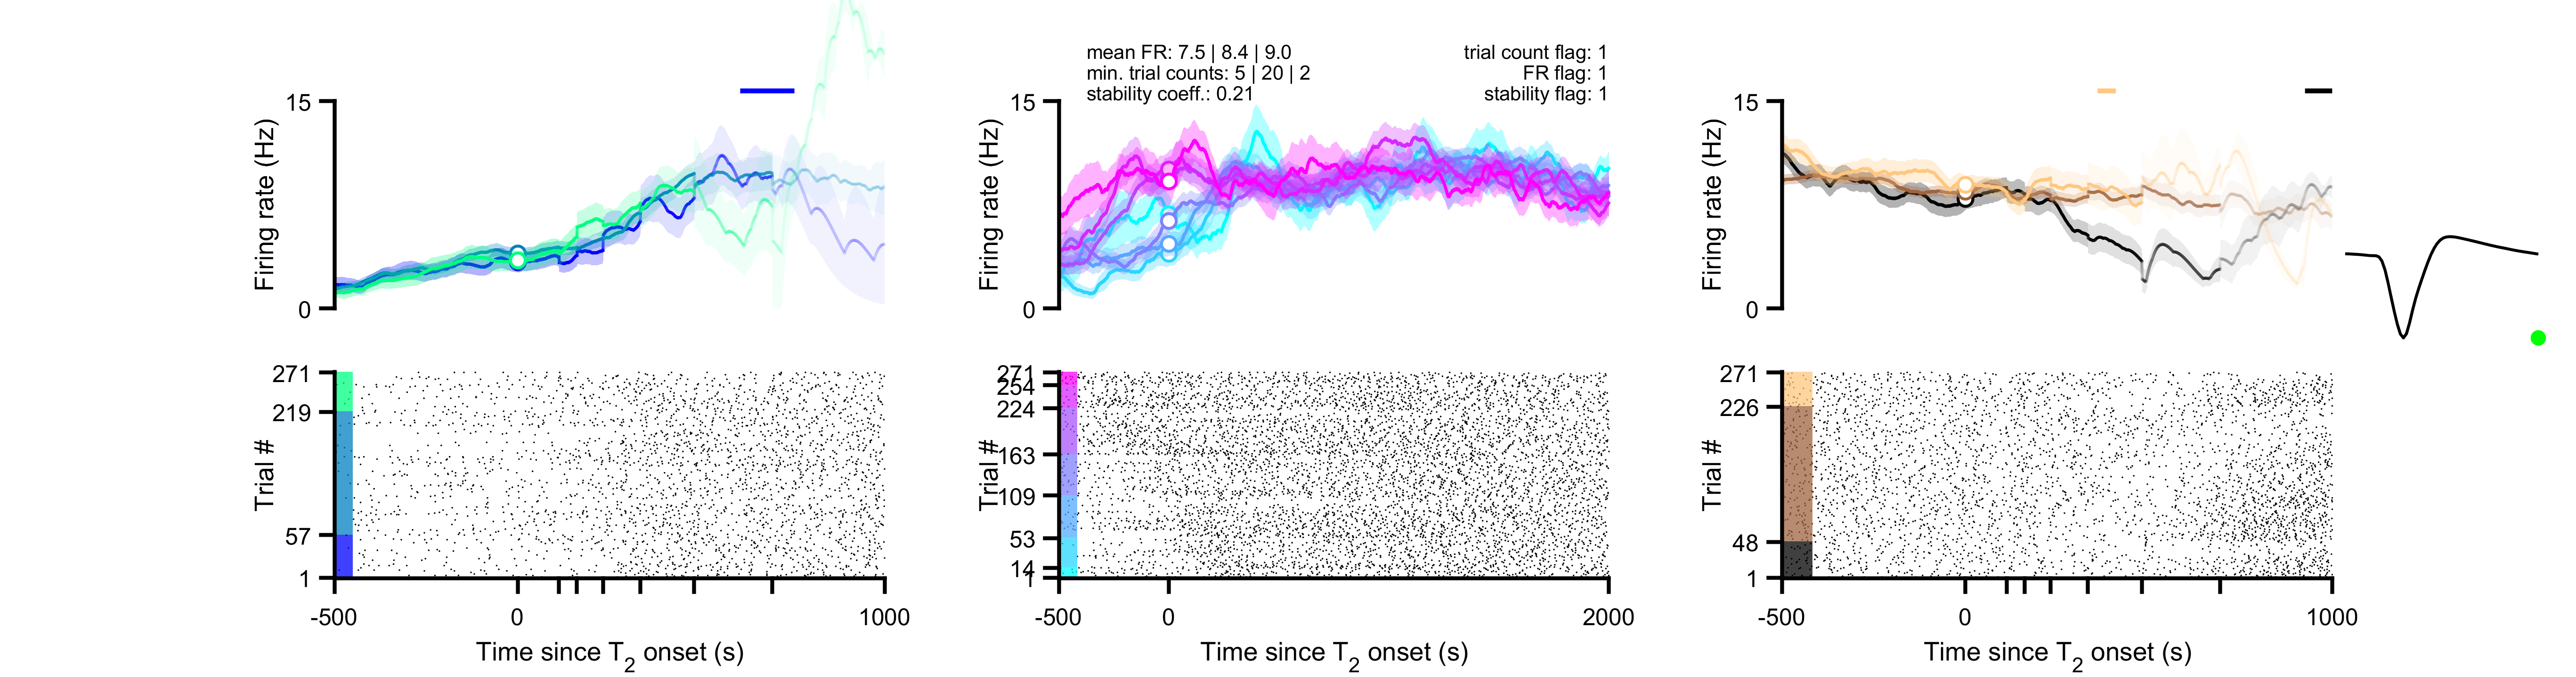 mean FR: 7.5 | 8.4 | 9.0
min. trial counts: 5 | 20 | 2
stability coeff.: 0.21
trial count flag: 1
FR flag: 1
stability flag: 1
15
0
Firing rate (Hz)
15
0
Firing rate (Hz)
15
0
Firing rate (Hz)
271
219
57
1
Trial #
-500
0
1000
Time since T2 onset (s)
271
254
224
163
109
53
14
1
Trial #
-500
0
2000
Time since T2 onset (s)
271
226
48
1
Trial #
-500
0
1000
Time since T2 onset (s)